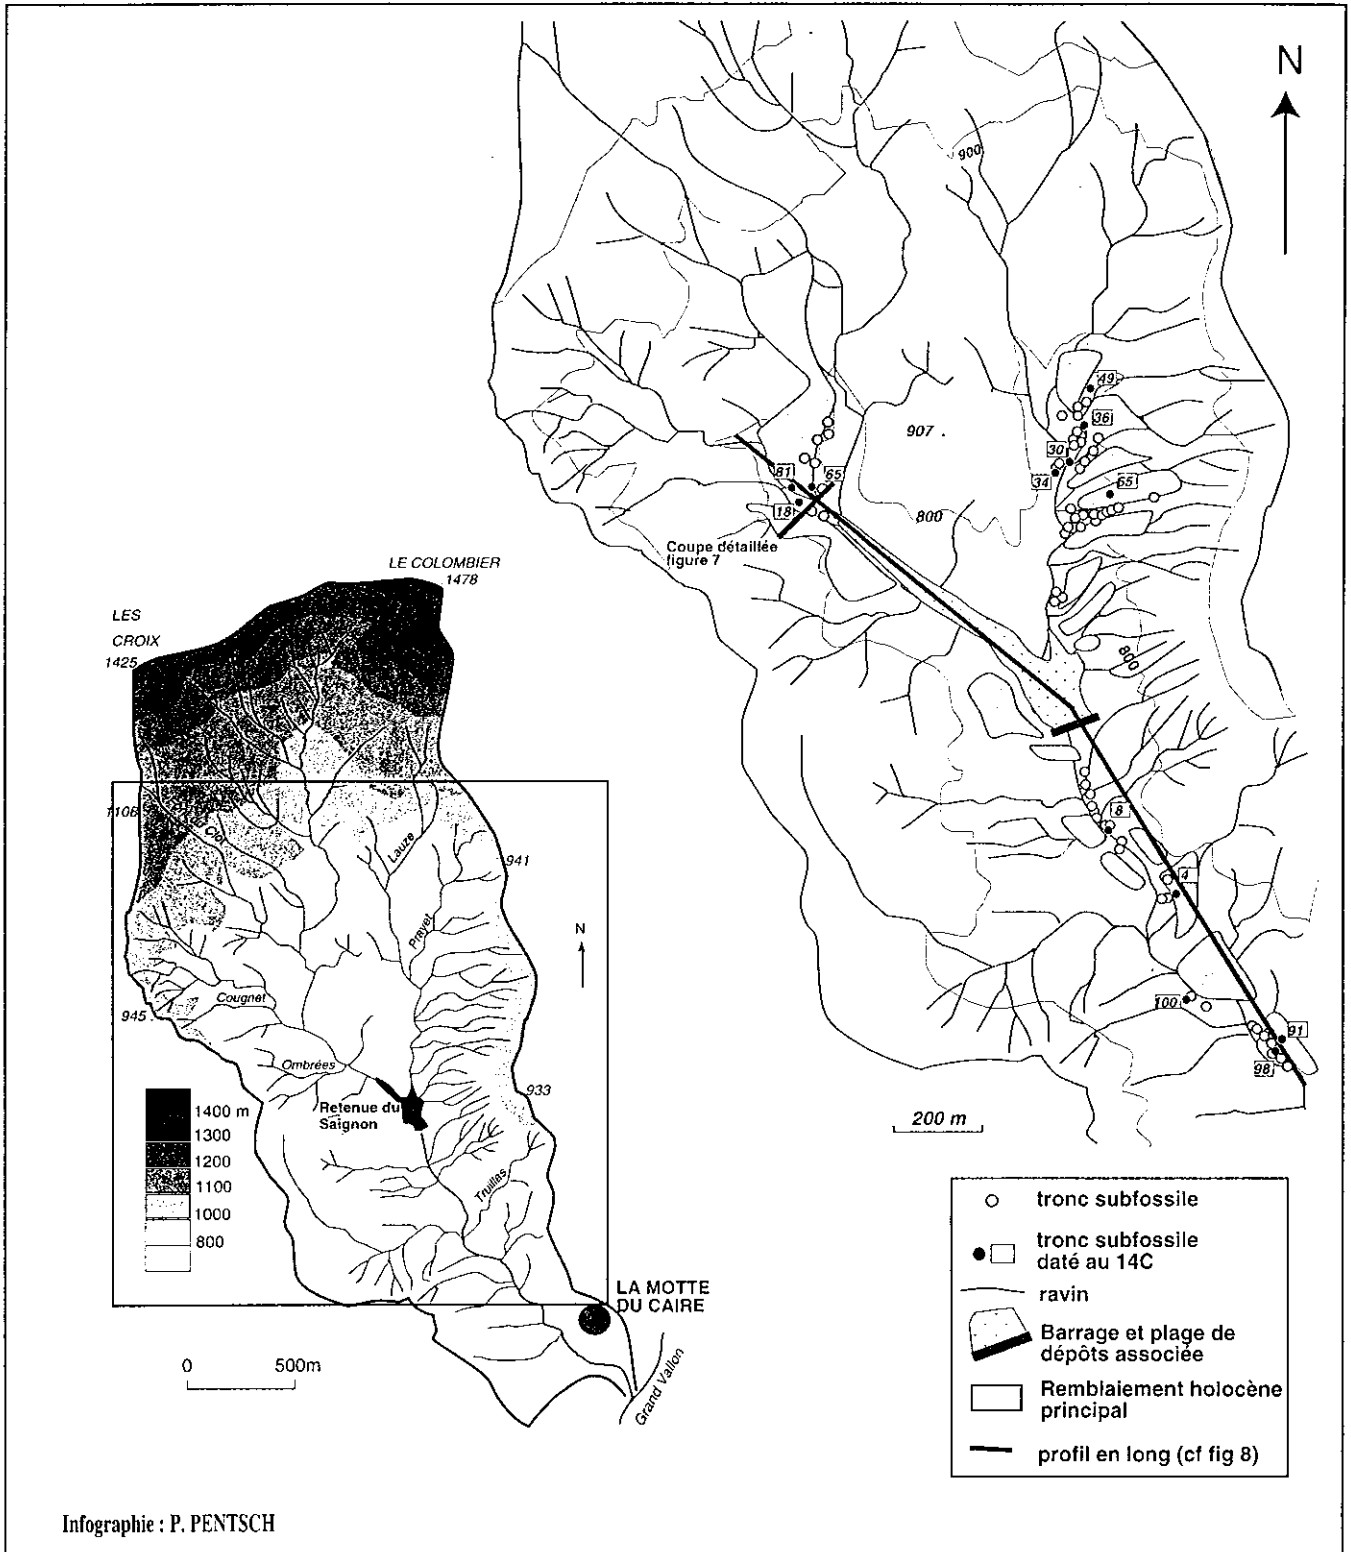 N
900
49
36
30
34
65
907
81
65
18
800
Coupe détaillée
figure 7
800
8
4
100
91
98
200 m
LE COLOMBIER
1478
LES
CROIX
1425
1108
Clot
Lauze
941
Prayet
N
Cougnet
945
Ombrées
933
Retenue du
Saignon
1400 m
1300
1200
1100
1000
800
Truillas
LA MOTTE
DU CAIRE
0 500m
Grand Vallon
tronc subfossile
tronc subfossile
daté au 14C
ravin
Barrage et plage de
dépôts associée
Remblaiement holocène
principal
profil en long (cf fig 8)
Infographie : P. PENTSCH